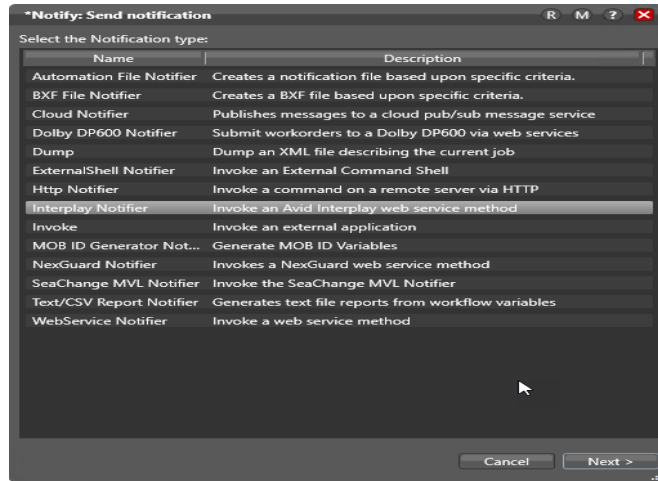 *Notify: Send notification R M ? X
Select the Notification type:
Name Description
Automation File Notifier Creates a notification file based upon specific criteria.
BXF File Notifier Creates a BXF file based upon specific criteria.
Cloud Notifier Publishes messages to a cloud pub/sub message service
Dolby DP600 Notifier Submit workorders to a Dolby DP600 via web services
Dump Dump an XML file describing the current job
ExternalShell Notifier Invoke an External Command Shell
Http Notifier Invoke a command on a remote server via HTTP
Interplay Notifier Invoke an Avid Interplay web service method
Invoke Invoke an external application
MOB ID Generator Not... Generate MOB ID Variables
NexGuard Notifier Invokes a NexGuard web service method
SeaChange MVL Notifier Invoke the SeaChange MVL Notifier
Text/CSV Report Notifier Generates text file reports from workflow variables
WebService Notifier Invoke a web service method
Cancel Next >